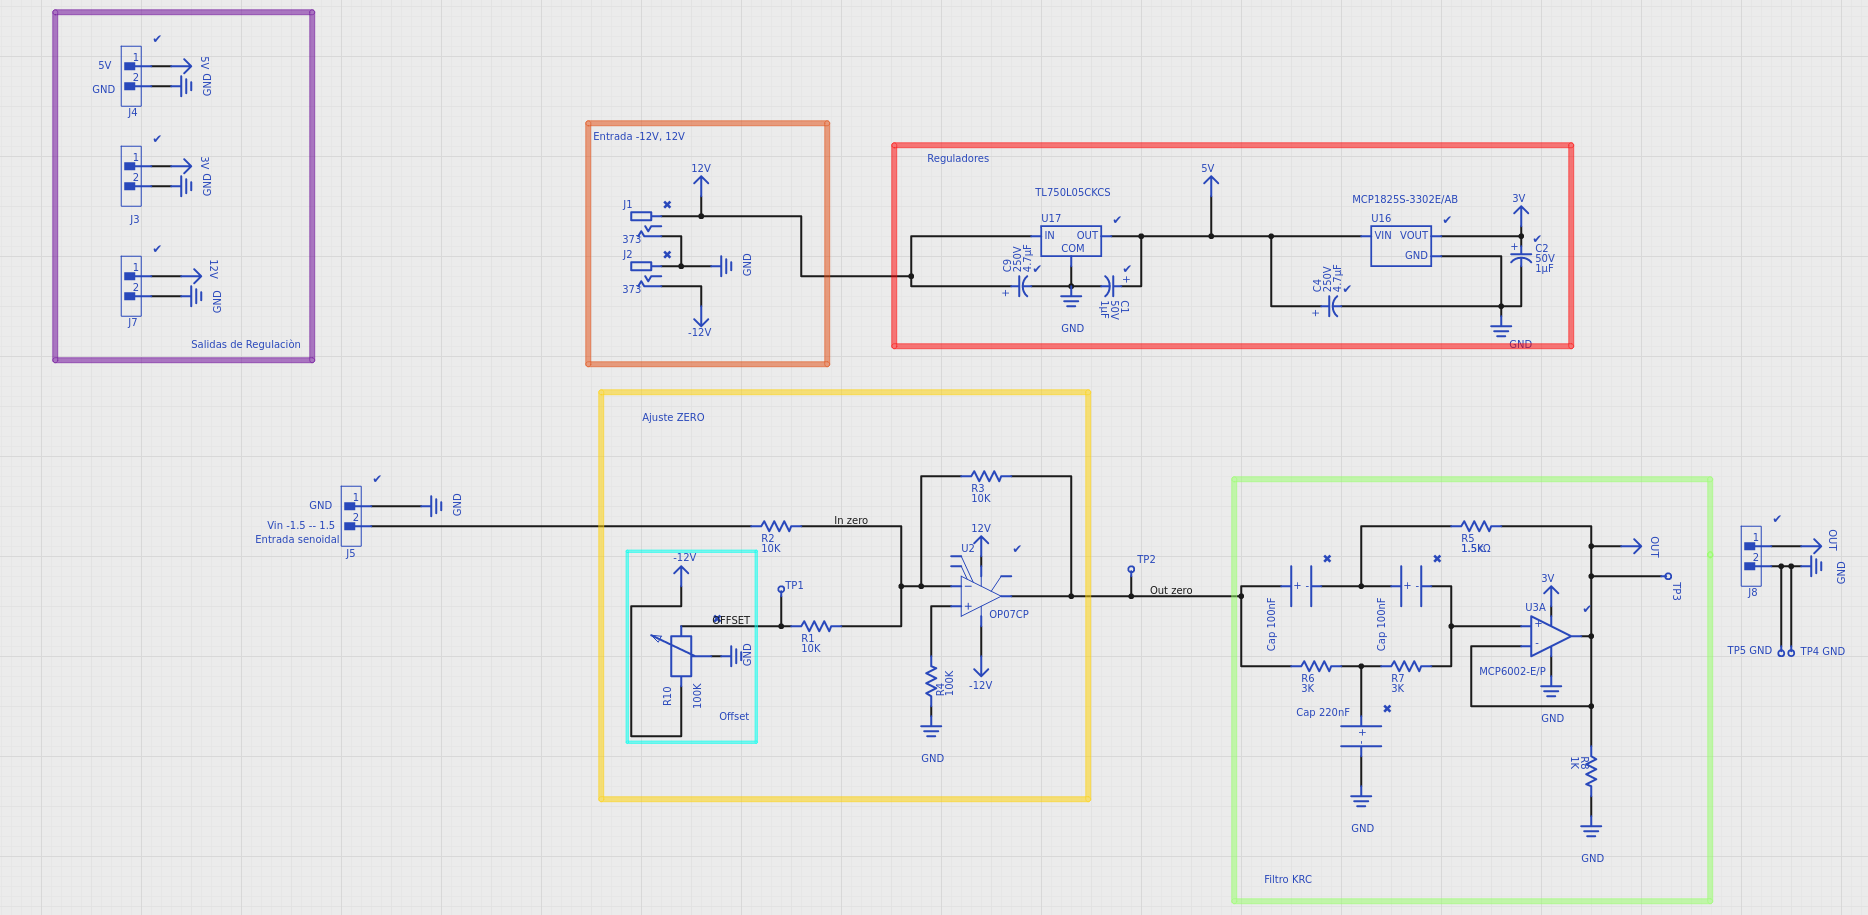 1
5V
5V
2
GND
GND
J4
1
3V
2
GND
J3
1
12V
2
GND
J7
Salidas de Regulaciòn
Entrada -12V, 12V
12V
J1
373
J2
GND
373
-12V
Reguladores
TL750L05CKCS
U17
IN OUT
COM
C9
250V
4.7µF
+
+
C1
50V
1µF
GND
5V
MCP1825S-3302E/AB
U16
VIN VOUT
GND
3V
+
C2
50V
1µF
C4
250V
4.7µF
+
GND
Ajuste ZERO
1
GND
GND
2
Vin -1.5 -- 1.5
Entrada senoidal
J5
R2
10K
In zero
-12V
TP1
OFFSET
R1
10K
GND
R10
100K
Offset
R3
10K
12V
U2
−
+
OP07CP
-12V
R4
100K
GND
TP2
Out zero
+ -
Cap 100nF
+ -
Cap 100nF
R5
1.5KΩ
OUT
TP3
3V
U3A
+
-
MCP6002-E/P
GND
R6
3K
R7
3K
Cap 220nF
+
-
GND
R8
1K
GND
Filtro KRC
1
OUT
2
GND
J8
TP5 GND
TP4 GND